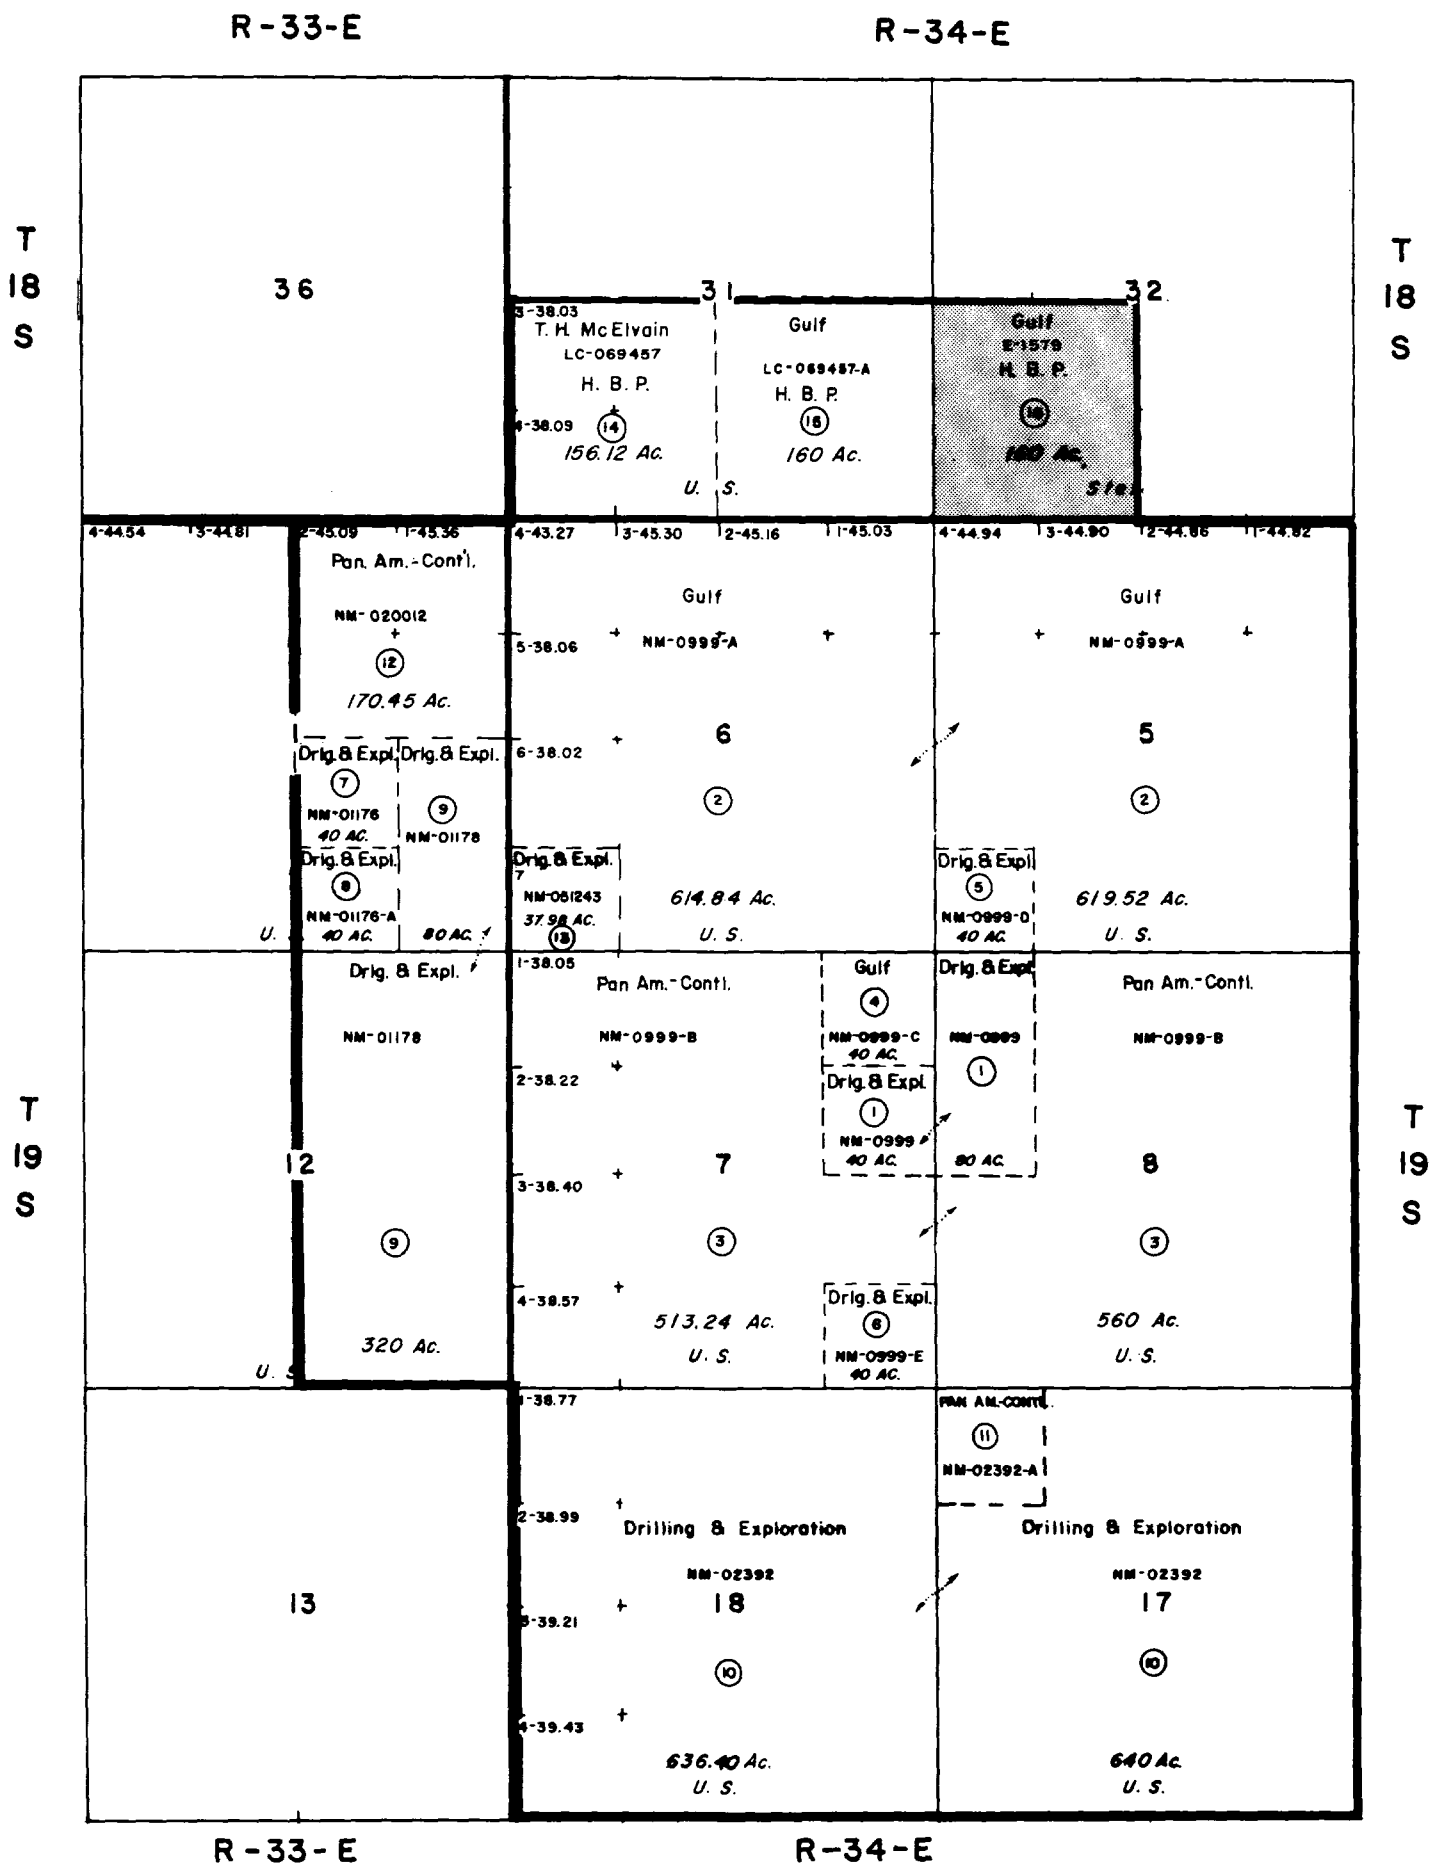 R-33-E
R-34-E
T
18
S
T
18
S
36
31
32
3-38.03
T. H. McElvain
LC-069457
H. B. P.
4-38.09
14
156.12 Ac.
Gulf
LC-069457-A
H. B. P.
15
160 Ac.
U. S.
Gulf
E-1579
H. B. P.
160 Ac.
4-44.54
3-44.81
2-45.09
1-45.36
4-43.27
3-45.30
2-45.16
1-45.03
4-44.94
3-44.90
2-44.86
1-44.82
Pan. Am.-Cont'l.
NM-020012
12
170.45 Ac.
Drlg. & Expl.
7
NM-01176
40 AC.
Drlg. & Expl.
9
NM-01178
80 AC.
Drlg. & Expl.
8
NM-01176-A
40 AC.
U.
Gulf
NM-0999-A
5-38.06
6
6-38.02
2
614.84 Ac.
U. S.
Drlg. & Expl.
7
NM-051243
37.98 AC.
13
Gulf
NM-0999-A
5
2
619.52 Ac.
U. S.
Drlg. & Expl
5
NM-0999-D
40 AC.
T
19
S
T
19
S
Drlg. & Expl.
NM-01178
12
9
320 Ac.
U. S
1-38.05
Pan Am.-Contl.
NM-0999-B
2-38.22
7
3-38.40
3
4-38.57
513.24 Ac.
U. S.
Gulf
4
NM-0999-C
40 AC.
Drlg. & Expl.
1
NM-0999
40 AC.
Drlg. & Expl
NM-0999
1
80 AC.
Drlg. & Expl.
6
NM-0999-E
40 AC.
Pan Am.-Contl.
NM-0999-B
8
3
560 Ac.
U. S.
13
1-38.77
2-38.99
Drilling & Exploration
NM-02392
18
3-39.21
10
4-39.43
636.40 Ac.
U. S.
PAN AM.-CONTL.
11
NM-02392-A
Drilling & Exploration
NM-02392
17
10
640 Ac.
U. S.
R-33-E
R-34-E